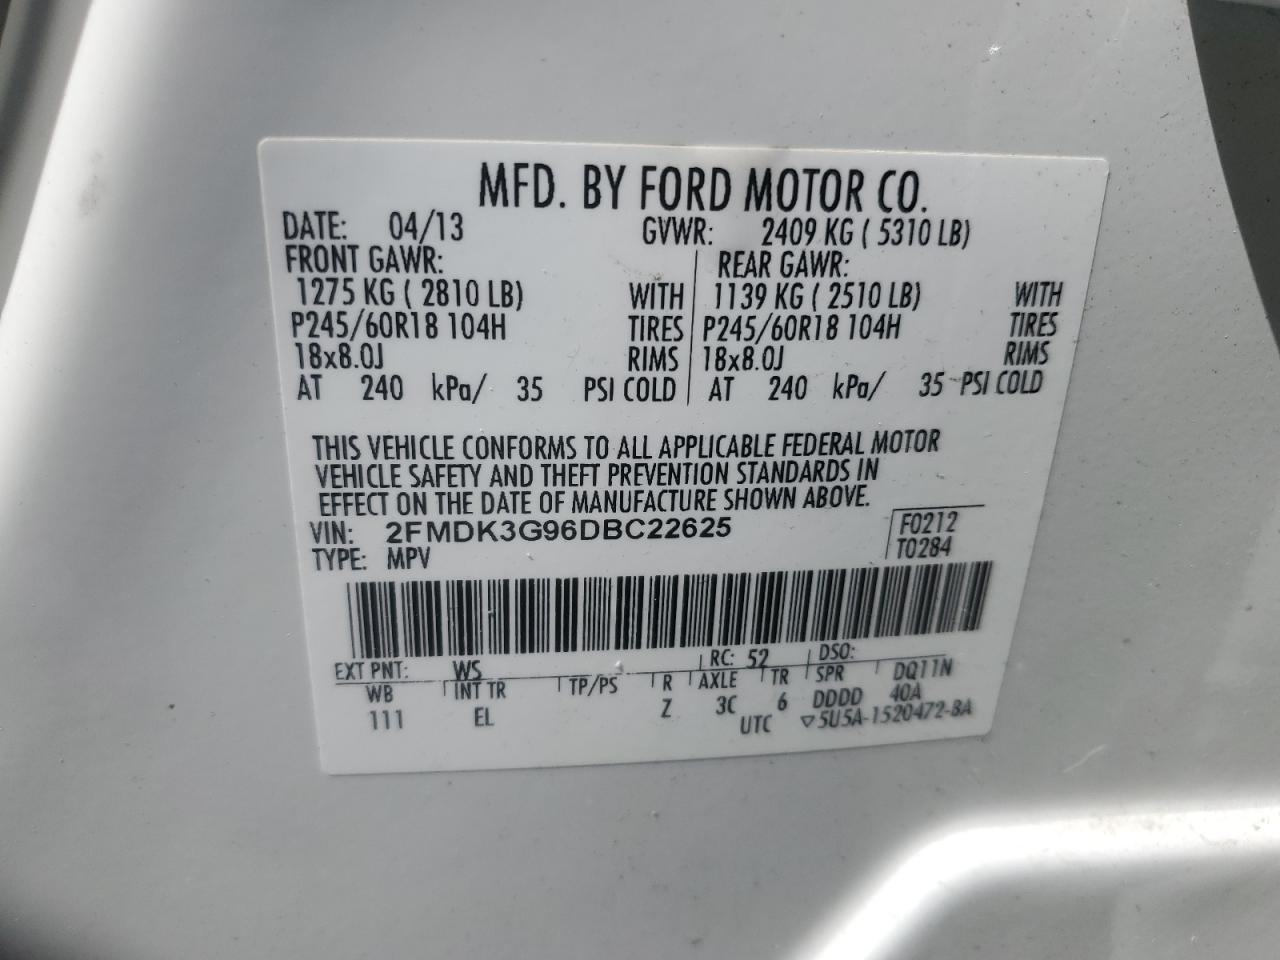 MFD. BY FORD MOTOR CO.
DATE: 04/13 GVWR: 2409 KG ( 5310 LB)
FRONT GAWR: REAR GAWR:
1275 KG ( 2810 LB) WITH 1139 KG ( 2510 LB) WITH
P245/60R18 104H TIRES P245/60R18 104H TIRES
18x8.0J RIMS 18x8.0J RIMS
AT 240 kPa/ 35 PSI COLD AT 240 kPa/ 35 PSI COLD
THIS VEHICLE CONFORMS TO ALL APPLICABLE FEDERAL MOTOR
VEHICLE SAFETY AND THEFT PREVENTION STANDARDS IN
EFFECT ON THE DATE OF MANUFACTURE SHOWN ABOVE.
VIN: 2FMDK3G96DBC22625 F0212
TYPE: MPV T0284
EXT PNT: WS RC: 52 DSO:
WB INT TR TP/PS R AXLE TR SPR DQ11N
111 EL Z 3C 6 DDDD 40A
UTC ▽5U5A-1520472-BA